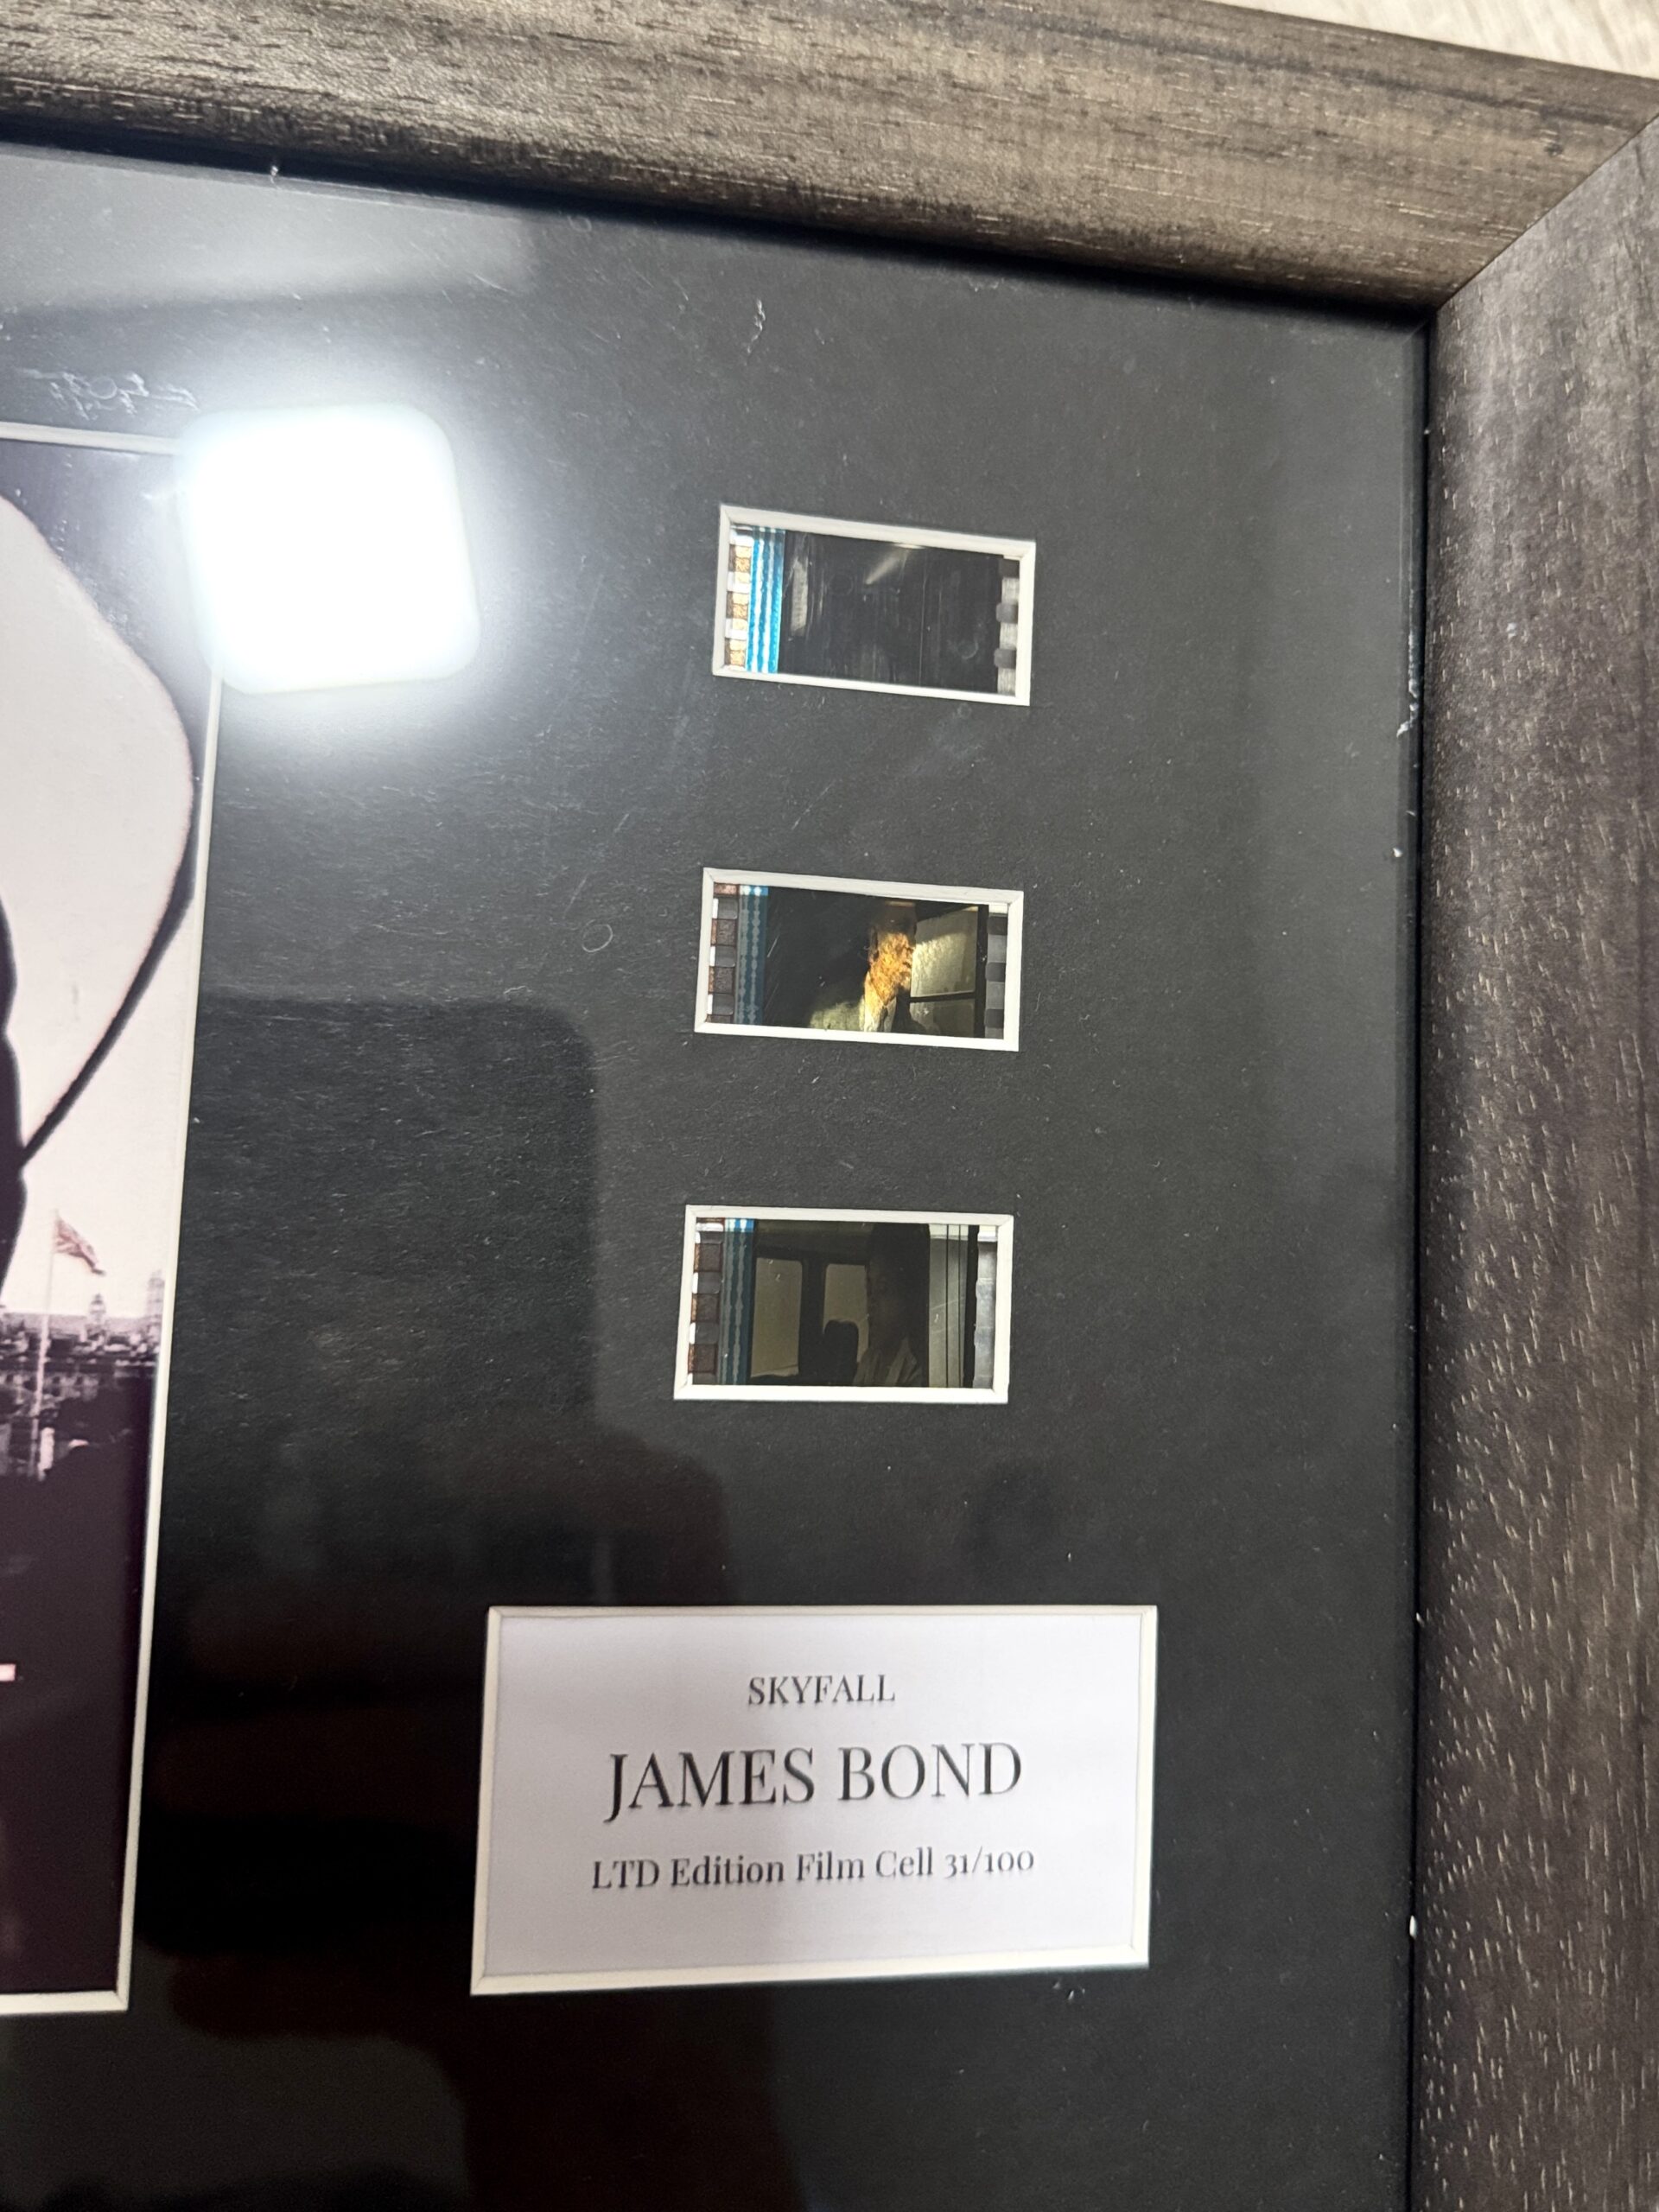 SKYFALL
JAMES BOND
LTD Edition Film Cell 31/100